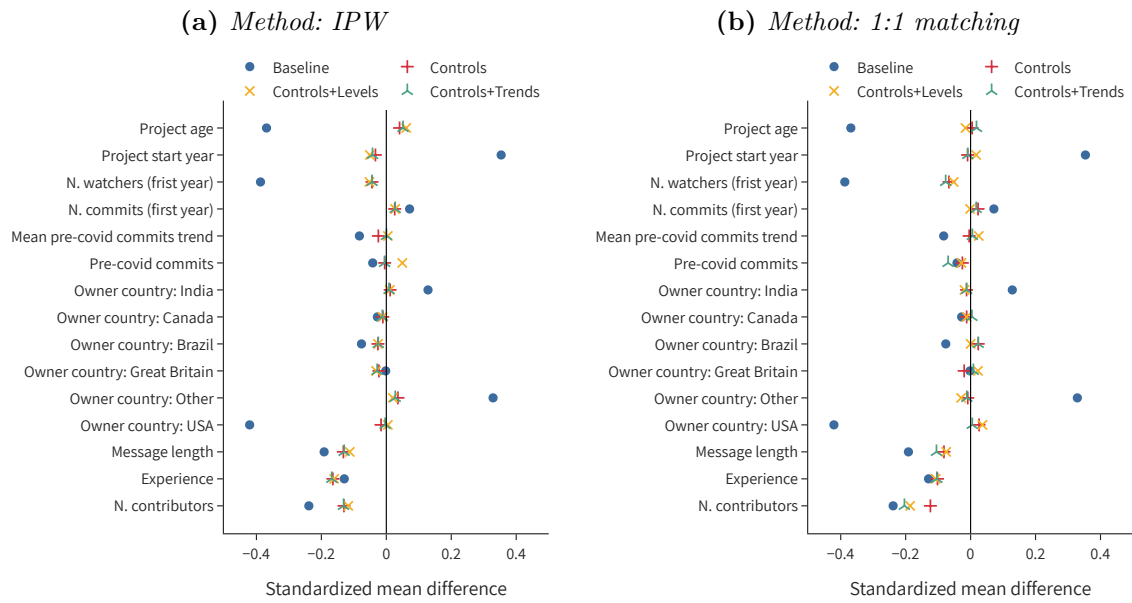 (a) Method: IPW
Baseline
Controls
Controls+Levels
Controls+Trends
Project age
Project start year
N. watchers (frist year)
N. commits (first year)
Mean pre-covid commits trend
Pre-covid commits
Owner country: India
Owner country: Canada
Owner country: Brazil
Owner country: Great Britain
Owner country: Other
Owner country: USA
Message length
Experience
N. contributors
−0.4 −0.2 0 0.2 0.4
Standardized mean difference
(b) Method: 1:1 matching
Baseline
Controls
Controls+Levels
Controls+Trends
Project age
Project start year
N. watchers (frist year)
N. commits (first year)
Mean pre-covid commits trend
Pre-covid commits
Owner country: India
Owner country: Canada
Owner country: Brazil
Owner country: Great Britain
Owner country: Other
Owner country: USA
Message length
Experience
N. contributors
−0.4 −0.2 0 0.2 0.4
Standardized mean difference